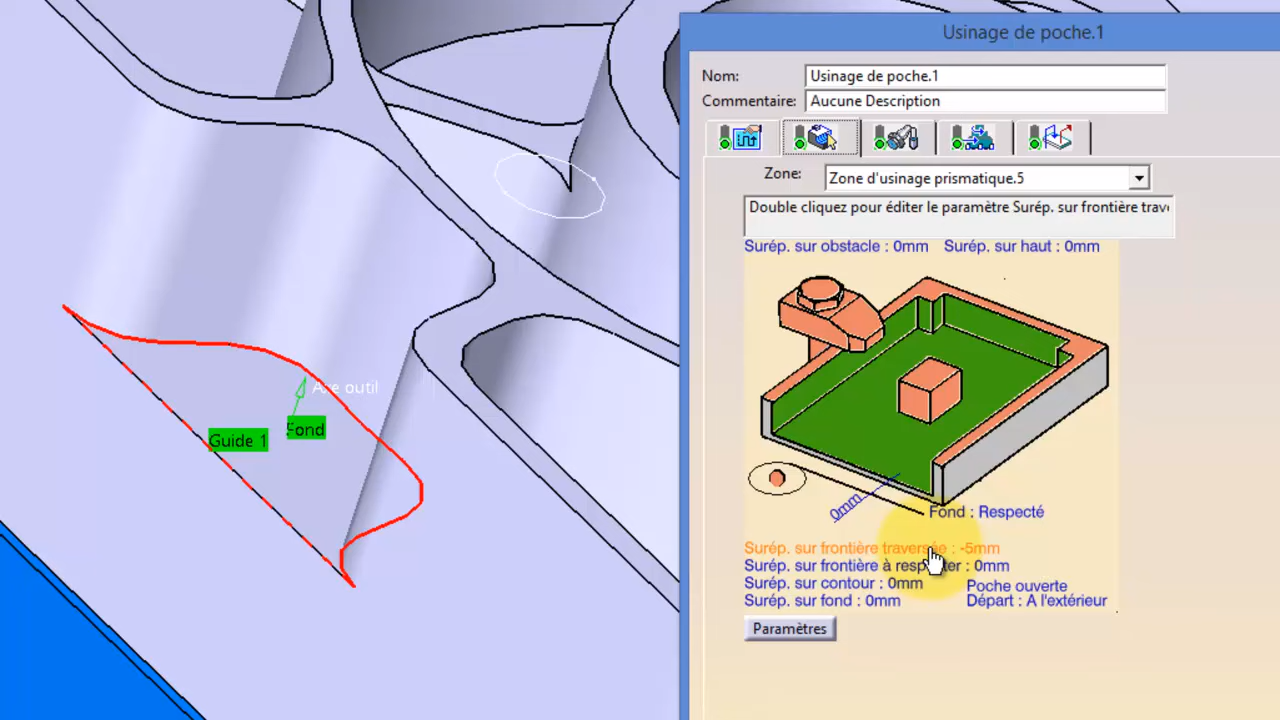 Usinage de poche.1
Nom: Usinage de poche.1
Commentaire: Aucune Description
Zone: Zone d'usinage prismatique.5
Double cliquez pour éditer le paramètre Surép. sur frontière
Surép. sur obstacle : 0mm Surép. sur haut : 0mm
Axe outil
Fond
Guide 1
0mm
Fond : Respecté
Surép. sur frontière traversée : -5mm
Surép. sur frontière à respecter : 0mm
Surép. sur contour : 0mm
Poche ouverte
Surép. sur fond : 0mm
Départ : A l'extérieur
Paramètres